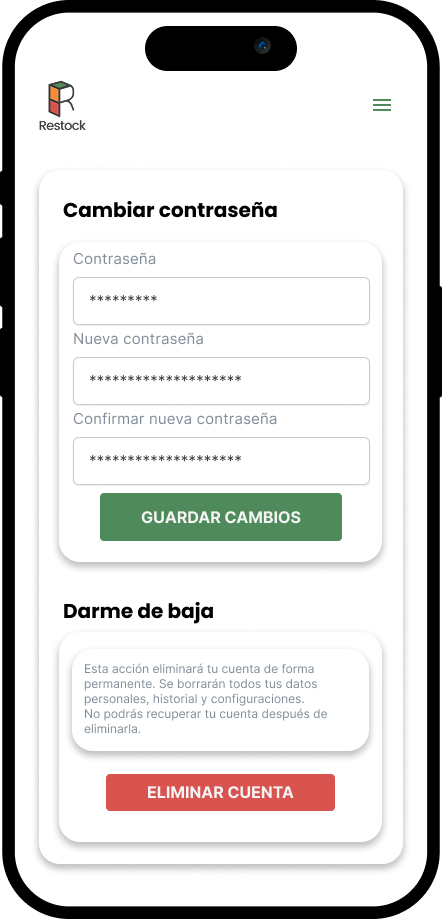 Restock
Cambiar contraseña
Contraseña
*********
Nueva contraseña
********************
Confirmar nueva contraseña
********************
GUARDAR CAMBIOS
Darme de baja
Esta acción eliminará tu cuenta de forma
permanente. Se borrarán todos tus datos
personales, historial y configuraciones.
No podrás recuperar tu cuenta después de
eliminarla.
ELIMINAR CUENTA